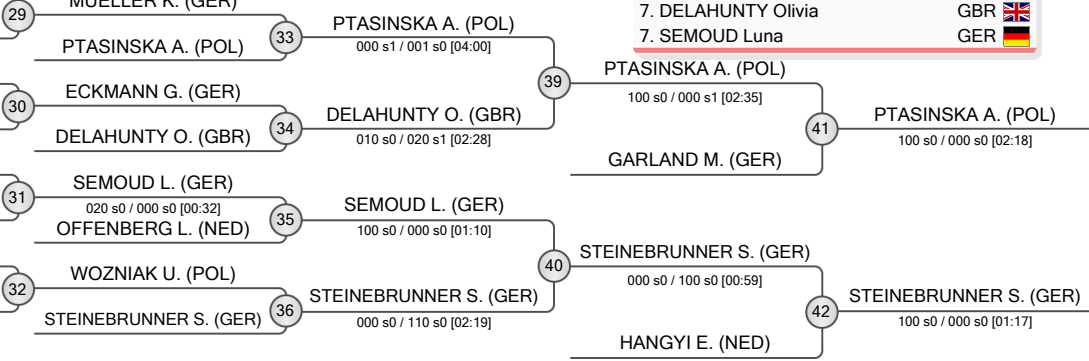 MUELLER K. (GER)
29
PTASINSKA A. (POL)
33
PTASINSKA A. (POL)
000 s1 / 001 s0 [04:00]
7. DELAHUNTY Olivia GBR
7. SEMOUD Luna GER
30
ECKMANN G. (GER)
DELAHUNTY O. (GBR)
34
DELAHUNTY O. (GBR)
010 s0 / 020 s1 [02:28]
39
PTASINSKA A. (POL)
100 s0 / 000 s1 [02:35]
GARLAND M. (GER)
41
PTASINSKA A. (POL)
100 s0 / 000 s0 [02:18]
31
SEMOUD L. (GER)
020 s0 / 000 s0 [00:32]
OFFENBERG L. (NED)
35
SEMOUD L. (GER)
100 s0 / 000 s0 [01:10]
32
WOZNIAK U. (POL)
STEINEBRUNNER S. (GER)
36
STEINEBRUNNER S. (GER)
000 s0 / 110 s0 [02:19]
40
STEINEBRUNNER S. (GER)
000 s0 / 100 s0 [00:59]
HANGYI E. (NED)
42
STEINEBRUNNER S. (GER)
100 s0 / 000 s0 [01:17]